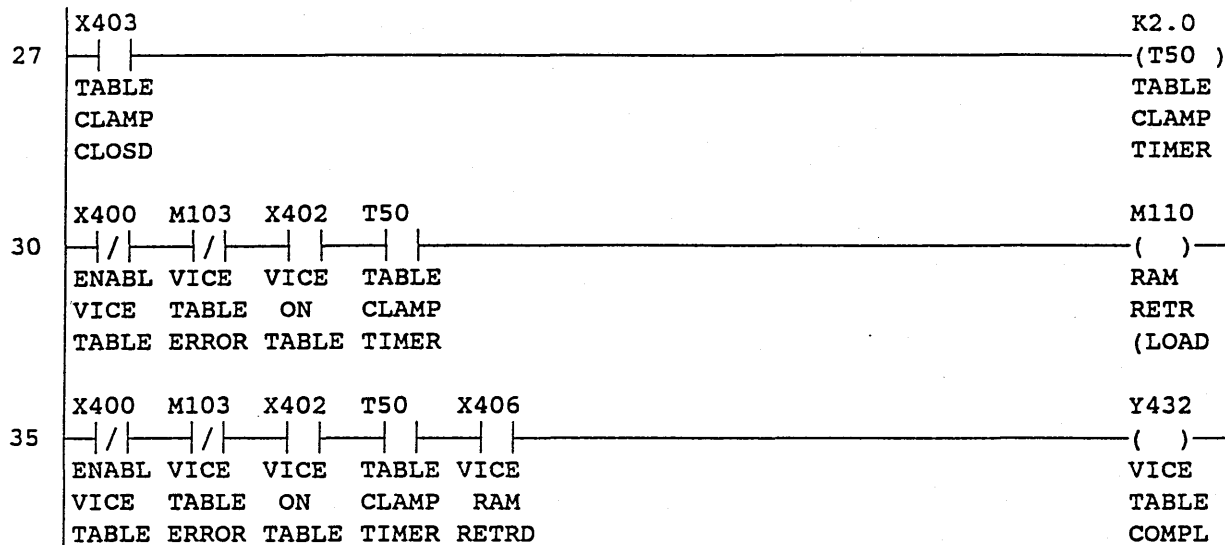 X403 K2.0
27 (T50 )
TABLE TABLE
CLAMP CLAMP
CLOSD TIMER
X400 M103 X402 T50 M110
30 / / ( )
ENABL VICE VICE TABLE RAM
VICE TABLE ON CLAMP RETR
TABLE ERROR TABLE TIMER (LOAD
X400 M103 X402 T50 X406 Y432
35 / / ( )
ENABL VICE VICE TABLE VICE VICE
VICE TABLE ON CLAMP RAM TABLE
TABLE ERROR TABLE TIMER RETRD COMPL